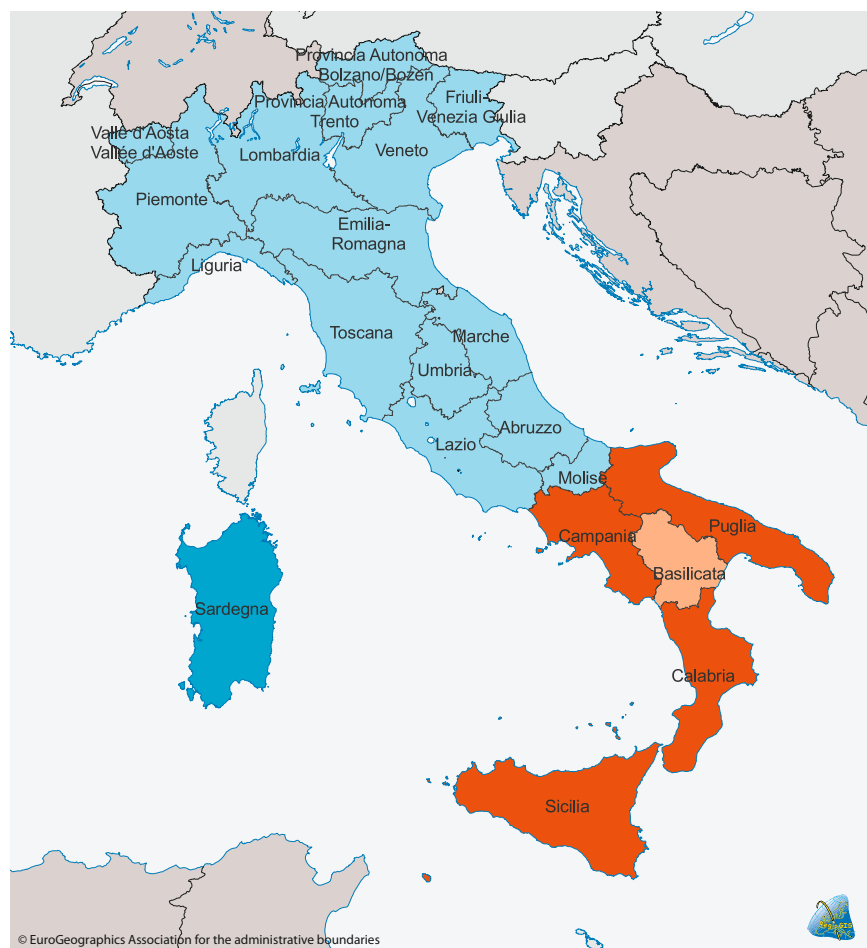 Provincia Autonoma
Bolzano/Bozen
Friuli-
Venezia Giulia
Provincia Autonoma
Trento
Valle d'Aosta
Vallée d'Aoste
Lombardia
Veneto
Piemonte
Emilia-
Romagna
Liguria
Toscana
Marche
Umbria
Abruzzo
Lazio
Molise
Puglia
Campania
Basilicata
Sardegna
Calabria
Sicilia
© EuroGeographics Association for the administrative boundaries